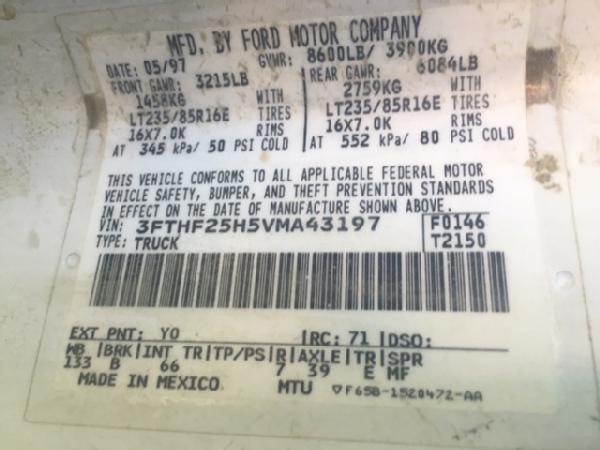 MFD. BY FORD MOTOR COMPANY
DATE: 05/97 GVWR: 8600LB/ 3900KG
FRONT GAWR: 3215LB REAR GAWR: 6084LB
1458KG WITH 2759KG WITH
LT235/85R16E TIRES LT235/85R16E TIRES
16X7.0K RIMS 16X7.0K RIMS
AT 345 kPa/ 50 PSI COLD AT 552 kPa/ 80 PSI COLD
THIS VEHICLE CONFORMS TO ALL APPLICABLE FEDERAL MOTOR
VEHICLE SAFETY, BUMPER, AND THEFT PREVENTION STANDARDS
IN EFFECT ON THE DATE OF MANUFACTURE SHOWN ABOVE.
VIN: 3FTHF25H5VMA43197 F0146
TYPE: TRUCK T2150
EXT PNT: YO RC: 71 DSO:
WB BRK INT TR TP/PS R AXLE TR SPR
133 B 66 7 39 E MF
MADE IN MEXICO MTU F65B-1520472-AA